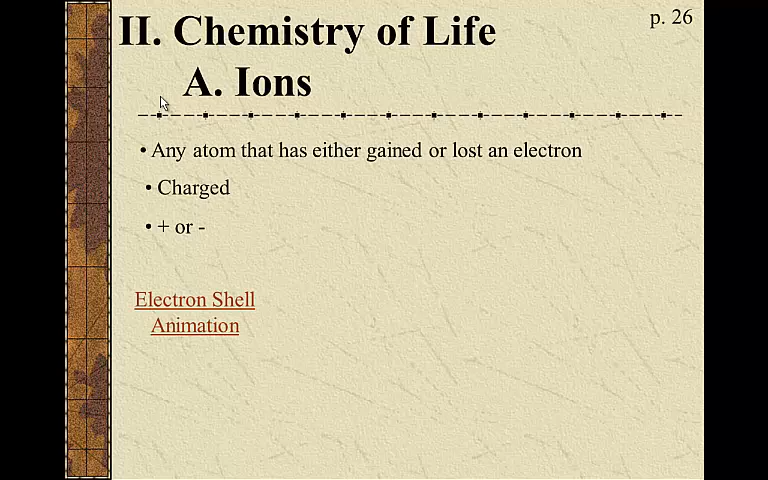 p. 26
II. Chemistry of Life
A. Ions
• Any atom that has either gained or lost an electron
• Charged
• + or -
Electron Shell
Animation